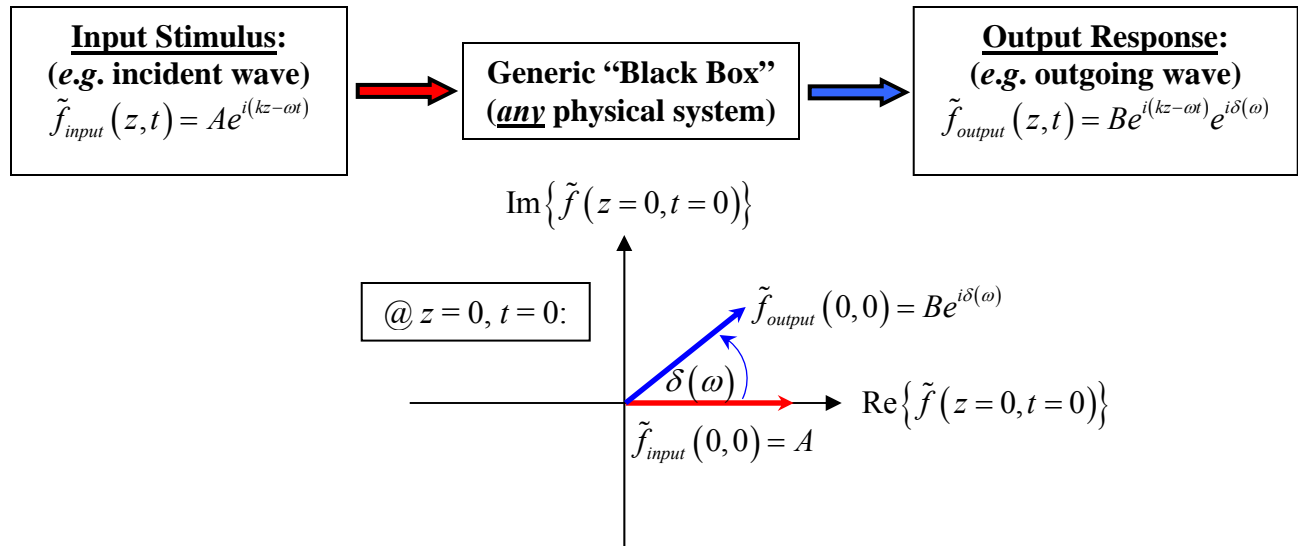 Input Stimulus:
(e.g. incident wave)
f̃_input (z,t) = Ae^{i(kz−ωt)}
Generic “Black Box”
(any physical system)
Output Response:
(e.g. outgoing wave)
f̃_output (z,t) = Be^{i(kz−ωt)}e^{iδ(ω)}
Im{f̃(z = 0, t = 0)}
@ z = 0, t = 0:
f̃_output (0,0) = Be^{iδ(ω)}
δ(ω)
Re{f̃(z = 0, t = 0)}
f̃_input (0,0) = A